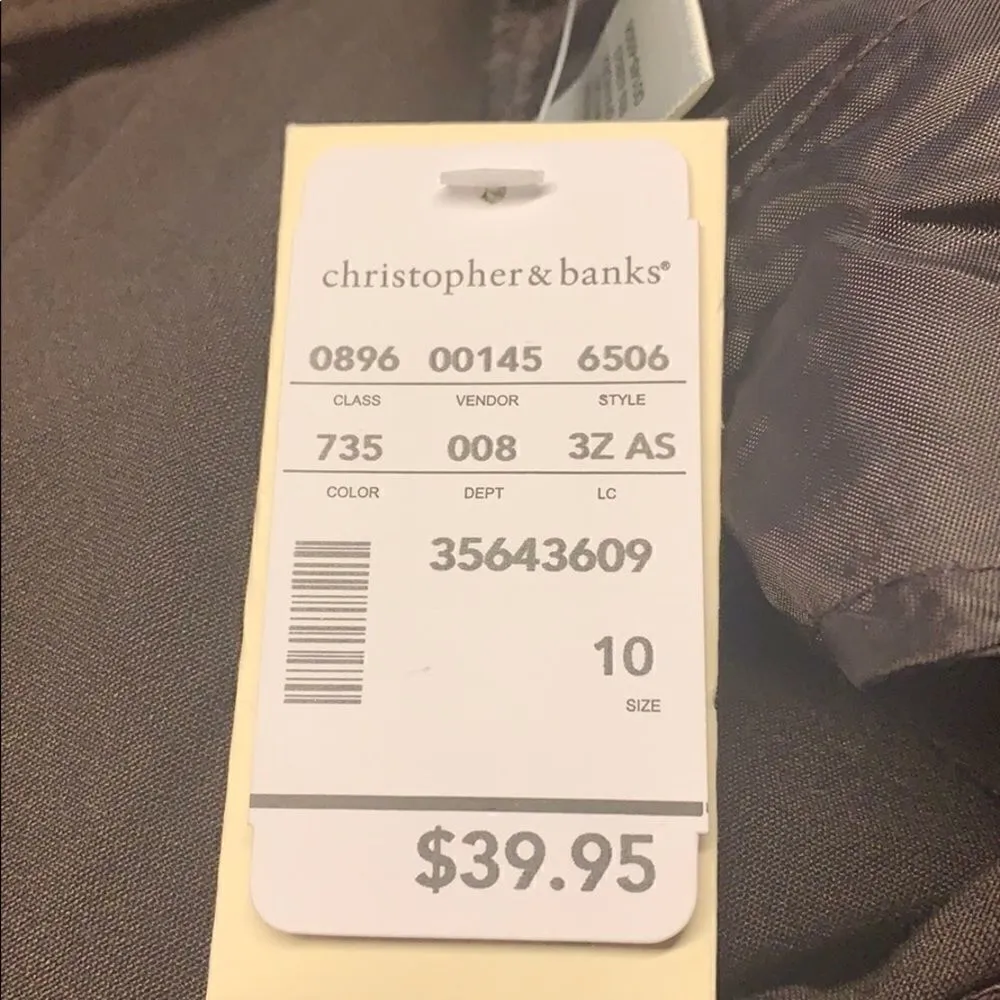 christopher & banks®
0896 00145 6506
CLASS VENDOR STYLE
735 008 3Z AS
COLOR DEPT LC
35643609
10
SIZE
$39.95